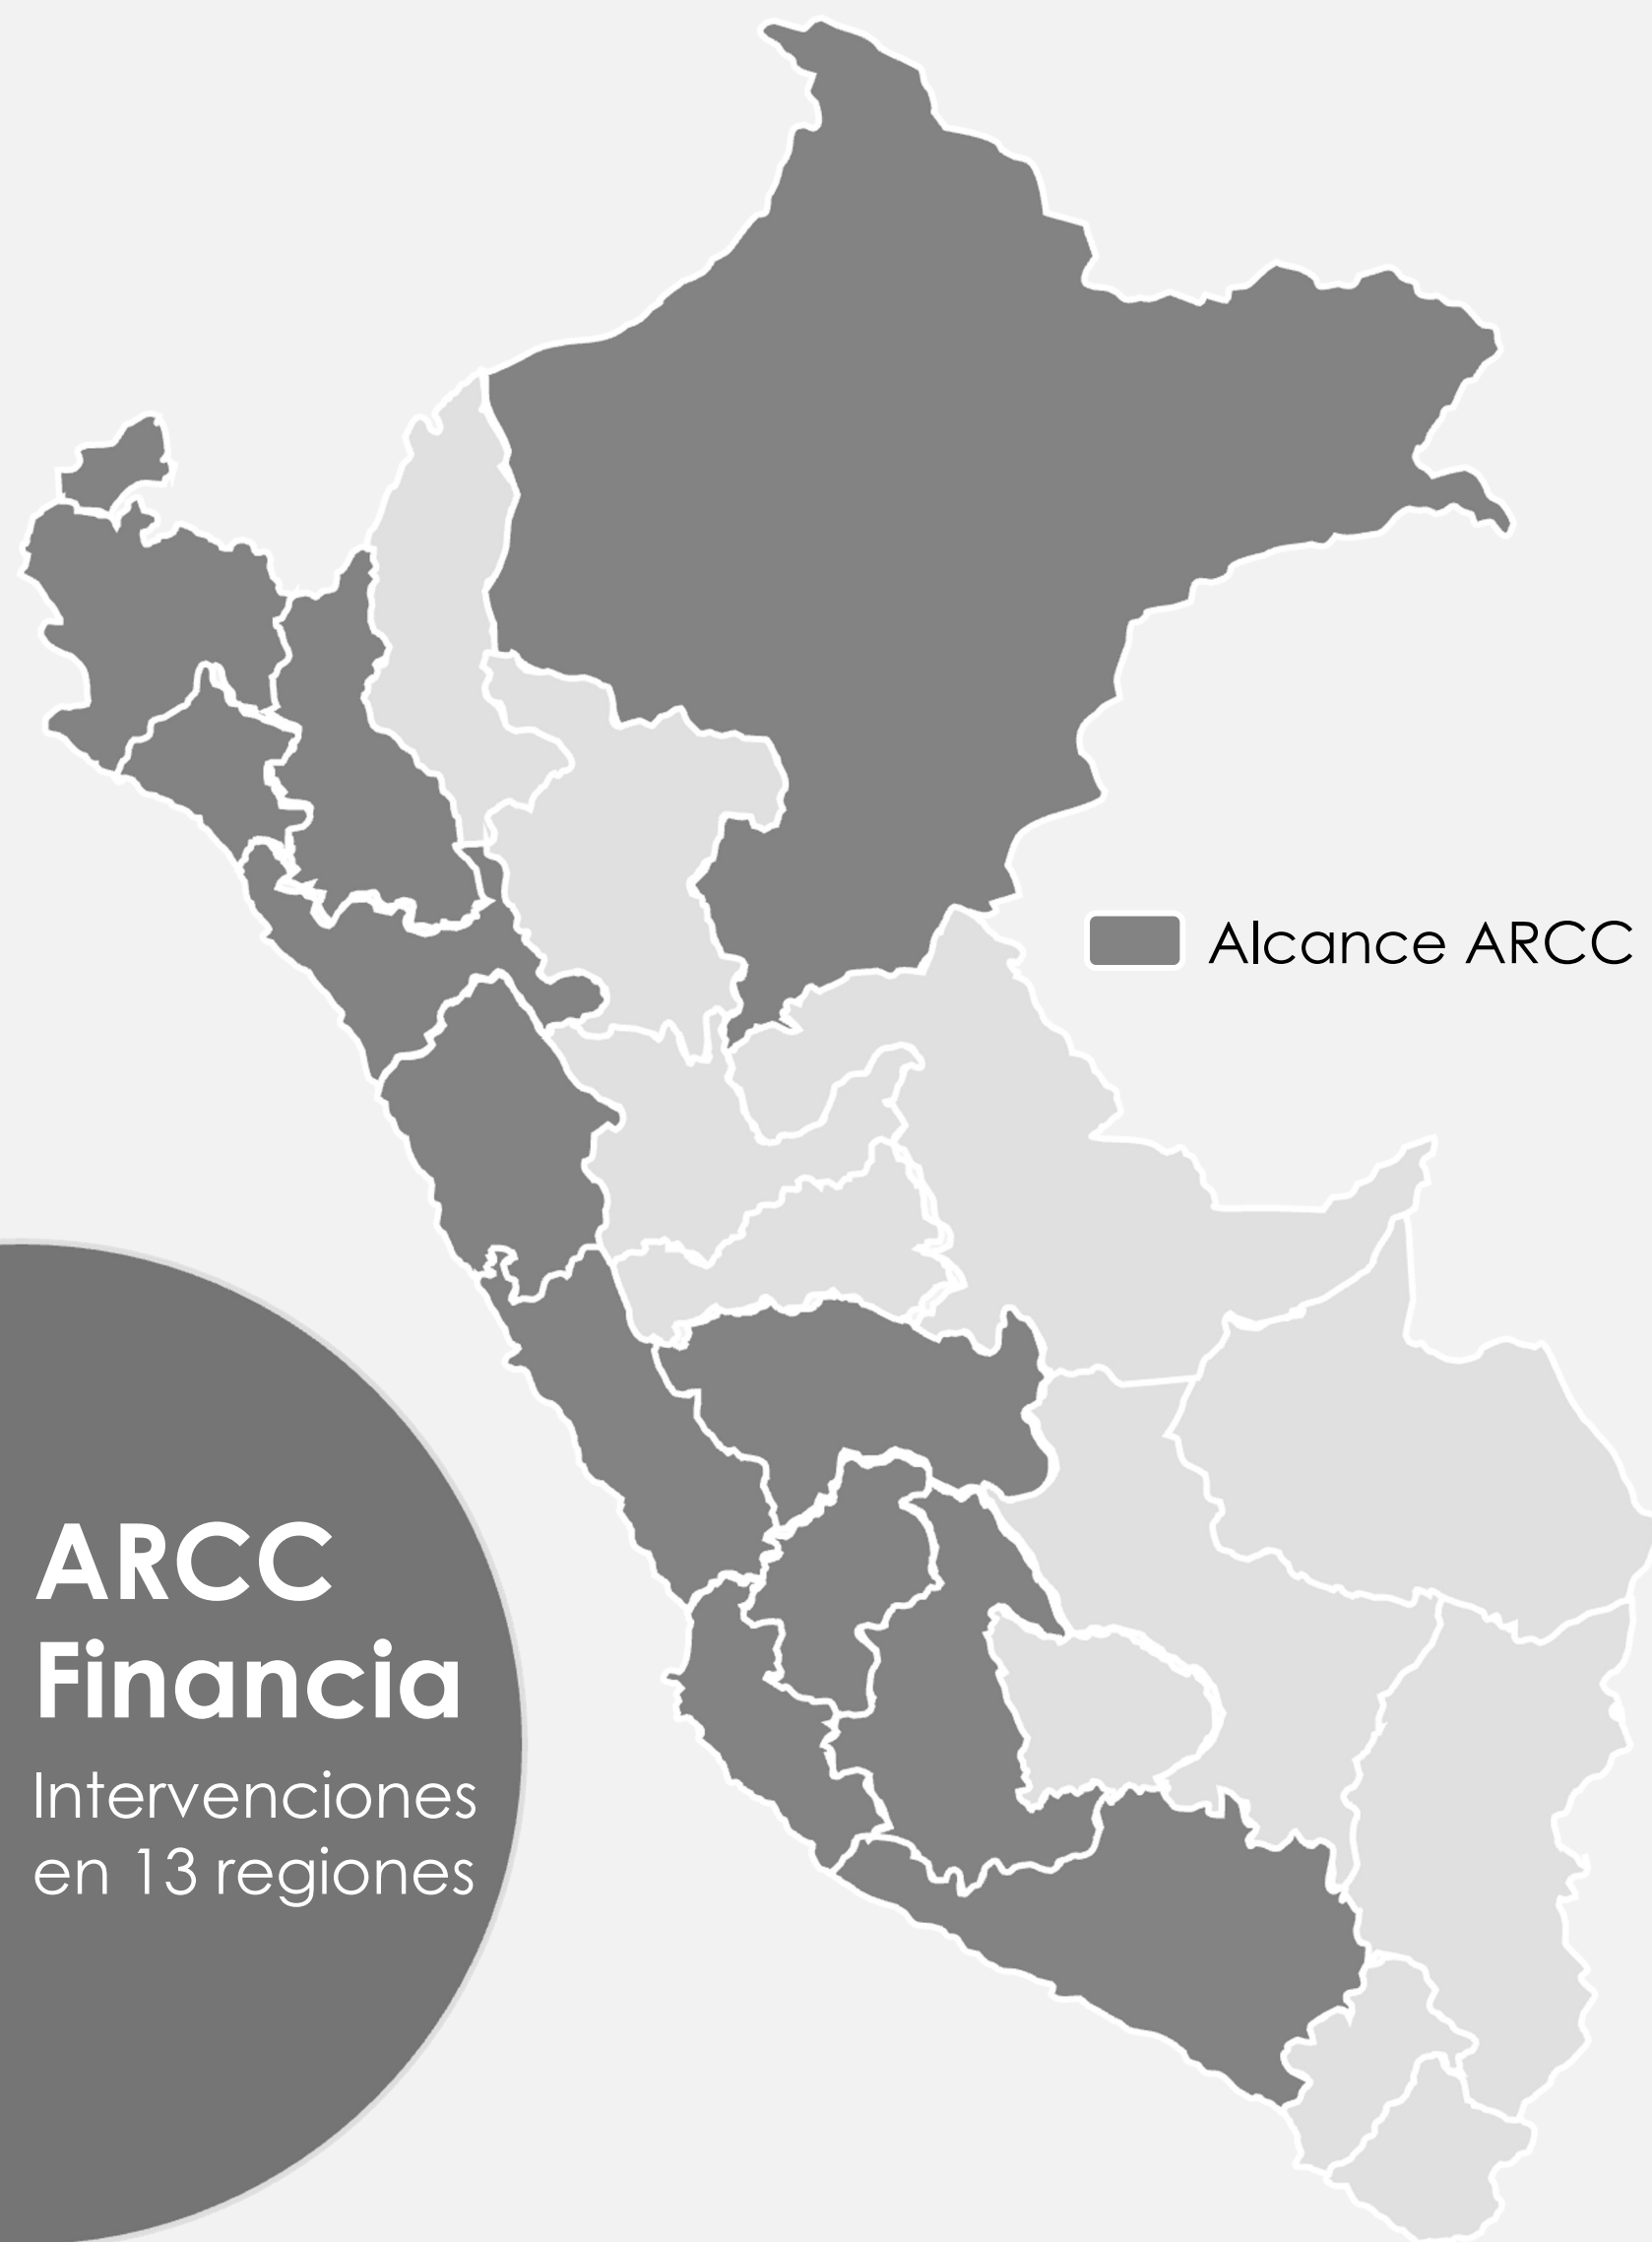 Alcance ARCC
ARCC
Financia
Intervenciones
en 13 regiones